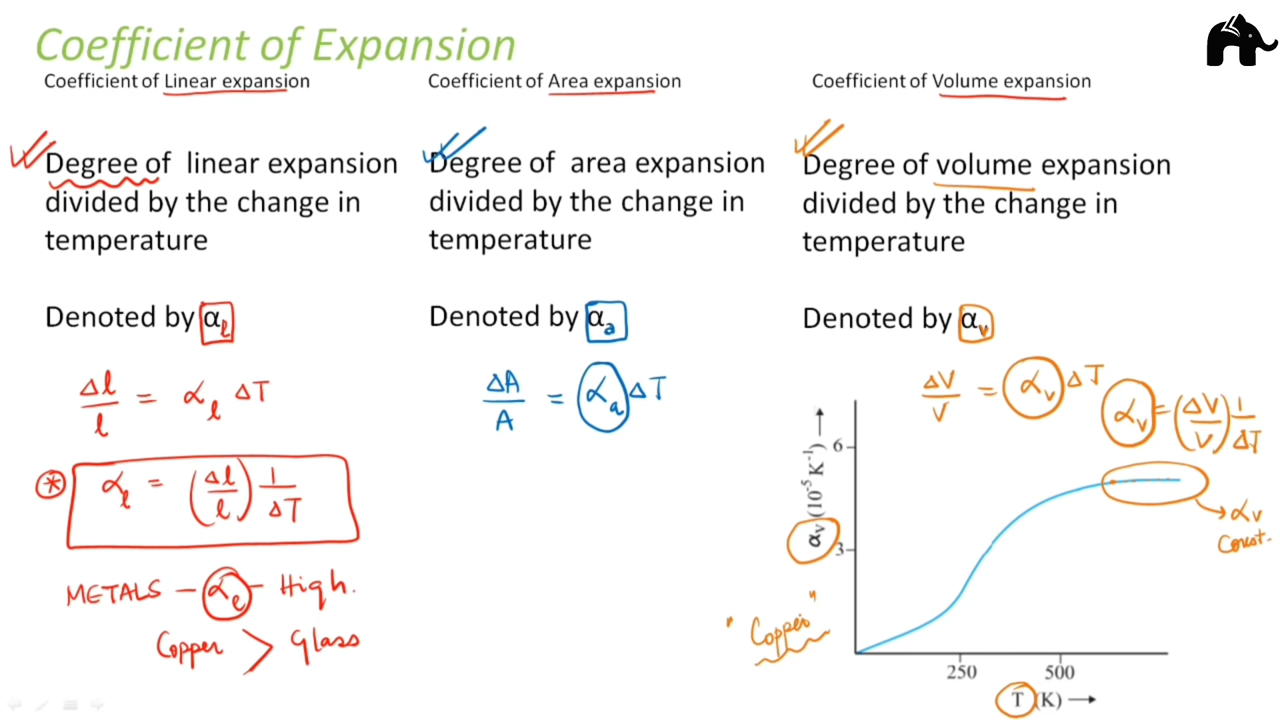 Coefficient of Expansion
Coefficient of Linear expansion
Degree of linear expansion
divided by the change in
temperature
Denoted by αℓ
Δℓ/ℓ = αℓ ΔT
* αℓ = (Δℓ/ℓ) 1/ΔT
METALS – αℓ – High.
Copper > Glass
Coefficient of Area expansion
Degree of area expansion
divided by the change in
temperature
Denoted by αa
ΔA/A = αa ΔT
Coefficient of Volume expansion
Degree of volume expansion
divided by the change in
temperature
Denoted by αv
ΔV/V = αv ΔT
αv = (ΔV/V) 1/ΔT
αV (10⁻⁵ K⁻¹) →
6
3
→ αv
Const.
"Copper"
250 500
T (K) →